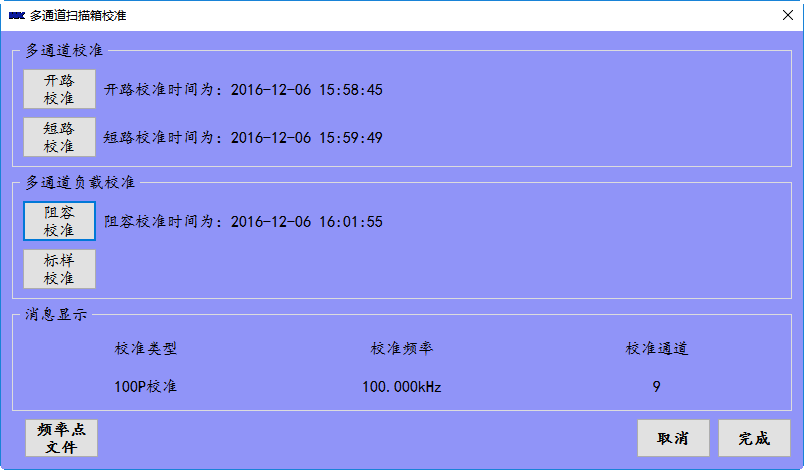 多通道扫描箱校准
多通道校准
开路
校准
开路校准时间为: 2016-12-06 15:58:45
短路
校准
短路校准时间为: 2016-12-06 15:59:49
多通道负载校准
阻容
校准
阻容校准时间为: 2016-12-06 16:01:55
标样
校准
消息显示
校准类型 校准频率 校准通道
100P校准 100.000kHz 9
频率点
文件
取消 完成